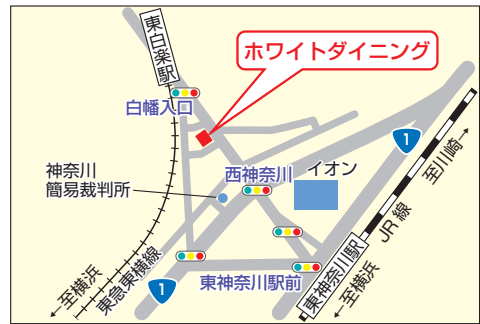 東白楽駅
ホワイトダイニング
白幡入口
1
至川崎→
神奈川
簡易裁判所
西神奈川
イオン
JR線
東急東横線
←至横浜
1
東神奈川駅前
東神奈川駅
←至横浜